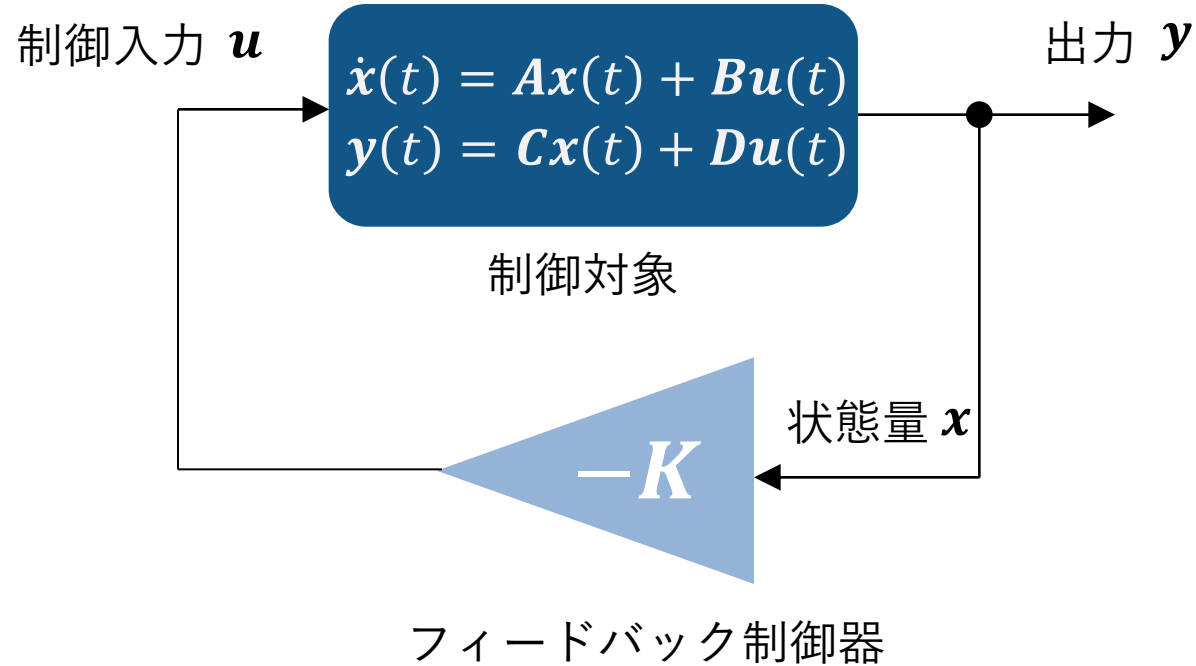 制御入力 u
出力 y
ẋ(t) = Ax(t) + Bu(t)
y(t) = Cx(t) + Du(t)
制御対象
状態量 x
−K
フィードバック制御器